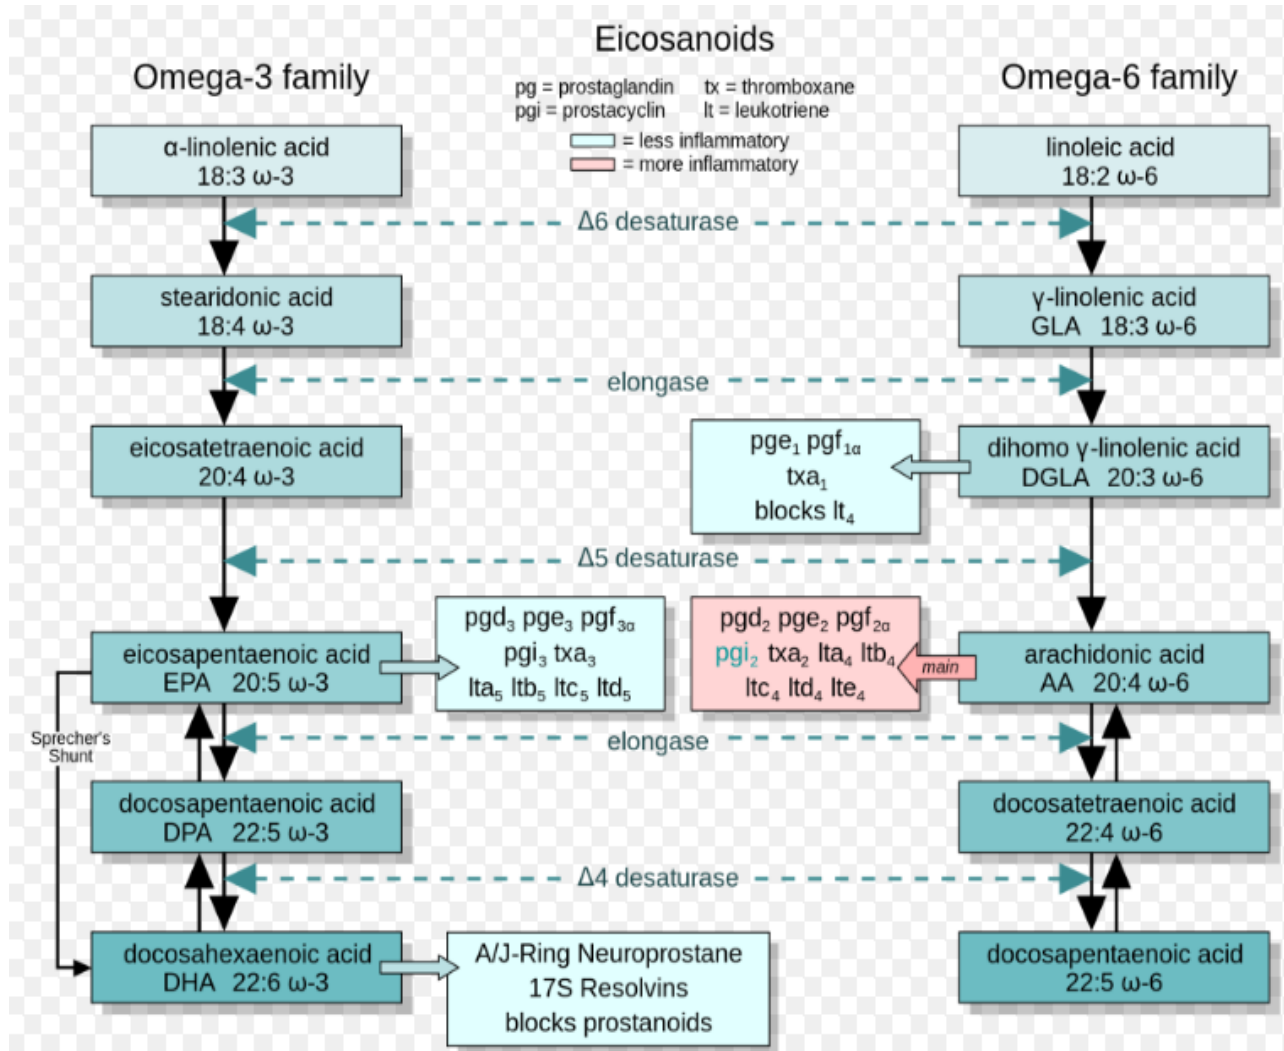 Eicosanoids
Omega-3 family
Omega-6 family
pg = prostaglandin tx = thromboxane
pgi = prostacyclin lt = leukotriene
= less inflammatory
= more inflammatory
α-linolenic acid
18:3 ω-3
linoleic acid
18:2 ω-6
Δ6 desaturase
stearidonic acid
18:4 ω-3
γ-linolenic acid
GLA 18:3 ω-6
elongase
eicosatetraenoic acid
20:4 ω-3
pge₁ pgf₁α
txa₁
blocks lt₄
dihomo γ-linolenic acid
DGLA 20:3 ω-6
Δ5 desaturase
eicosapentaenoic acid
EPA 20:5 ω-3
pgd₃ pge₃ pgf₃α
pgi₃ txa₃
lta₅ ltb₅ ltc₅ ltd₅
pgd₂ pge₂ pgf₂α
pgi₂ txa₂ lta₄ ltb₄
ltc₄ ltd₄ lte₄
main
arachidonic acid
AA 20:4 ω-6
Sprecher's
Shunt
elongase
docosapentaenoic acid
DPA 22:5 ω-3
docosatetraenoic acid
22:4 ω-6
Δ4 desaturase
docosahexaenoic acid
DHA 22:6 ω-3
A/J-Ring Neuroprostane
17S Resolvins
blocks prostanoids
docosapentaenoic acid
22:5 ω-6